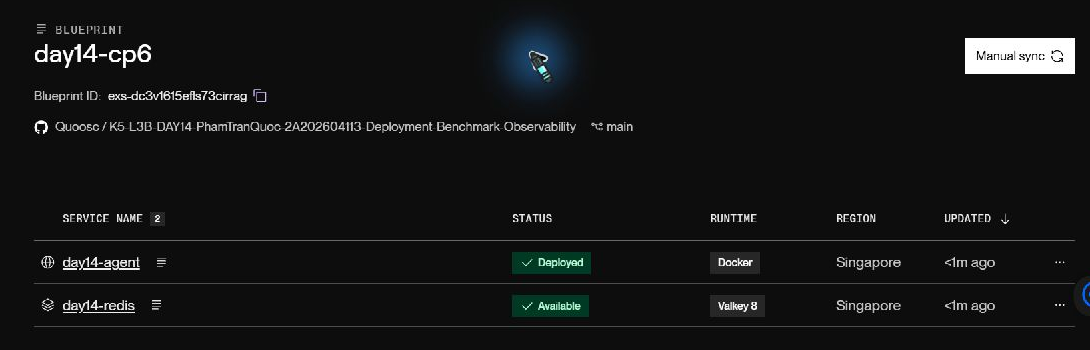 BLUEPRINT
day14-cp6
Manual sync
Blueprint ID: exs-dc3v1615efls73cirrag
Quoosc / K5-L3B-DAY14-PhamTranQuoc-2A202604113-Deployment-Benchmark-Observability main
SERVICE NAME 2 STATUS RUNTIME REGION UPDATED
day14-agent Deployed Docker Singapore <1m ago
day14-redis Available Valkey 8 Singapore <1m ago